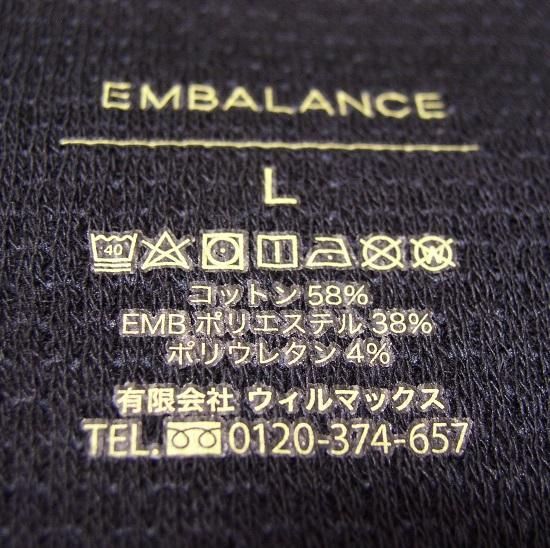 EMBALANCE
L
40 W
コットン 58%
EMB ポリエステル 38%
ポリウレタン 4%
有限会社 ウィルマックス
TEL. 0120-374-657